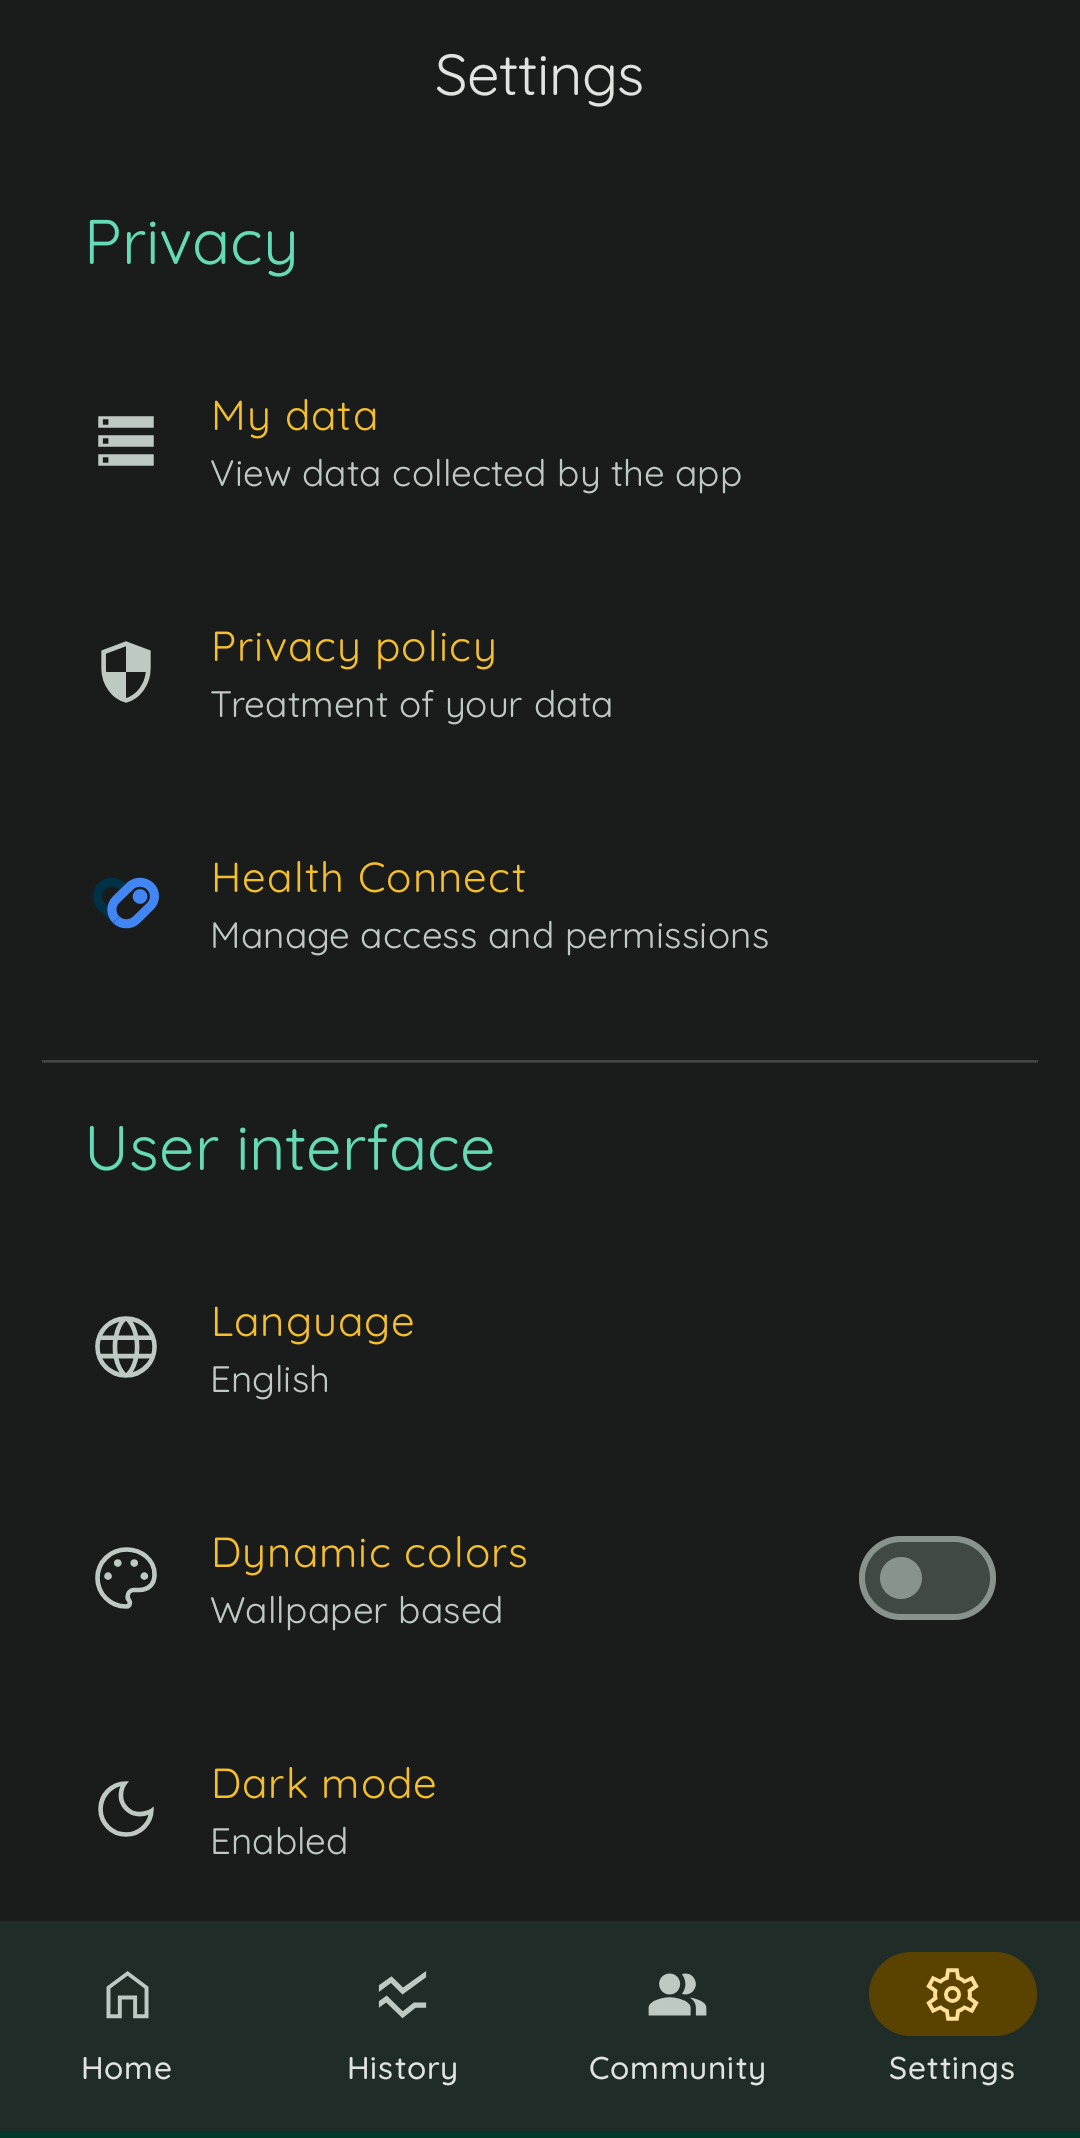 Settings
Privacy
My data
View data collected by the app
Privacy policy
Treatment of your data
Health Connect
Manage access and permissions
User interface
Language
English
Dynamic colors
Wallpaper based
Dark mode
Enabled
Home
History
Community
Settings